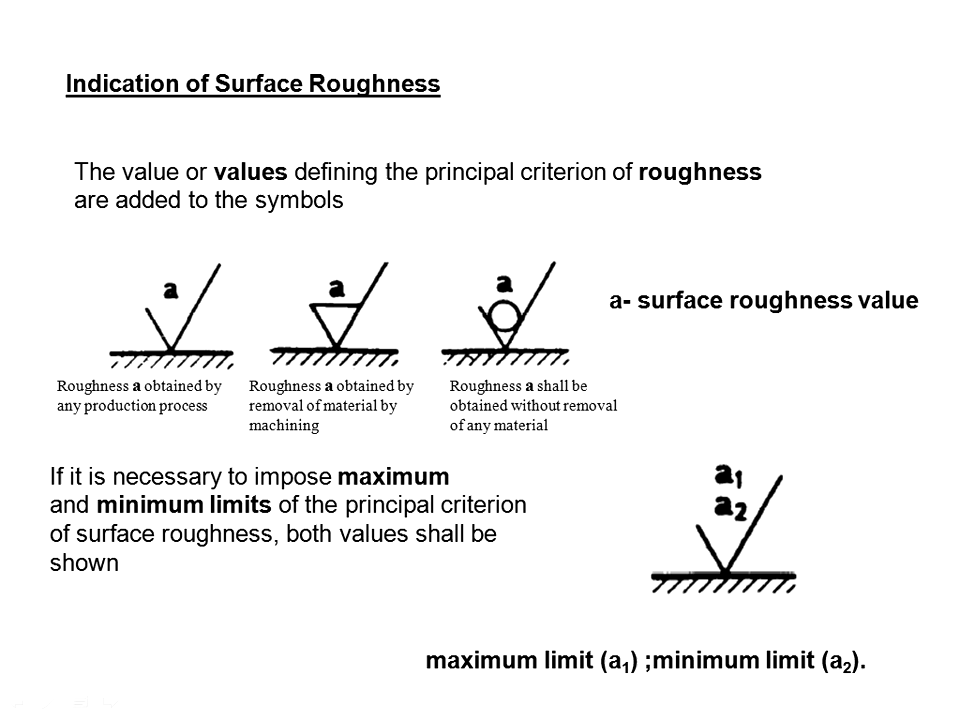 Indication of Surface Roughness
The value or values defining the principal criterion of roughness
are added to the symbols
a
a
a
a- surface roughness value
Roughness a obtained by
any production process
Roughness a obtained by
removal of material by
machining
Roughness a shall be
obtained without removal
of any material
If it is necessary to impose maximum
and minimum limits of the principal criterion
of surface roughness, both values shall be
shown
a1
a2
maximum limit (a1) ;minimum limit (a2).